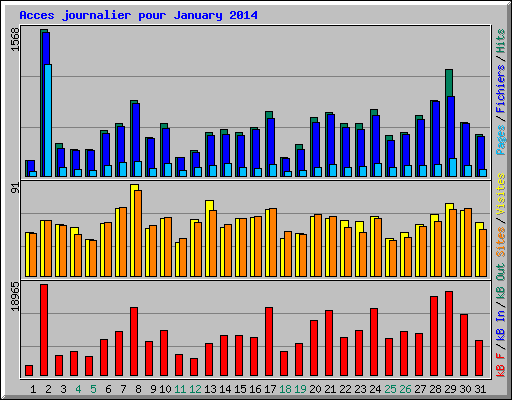 Acces journalier pour January 2014
1568
91
18965
Pages / Fichiers / Hits
Sites / Visites
kB F / kB In / kB Out
1 2 3 4 5 6 7 8 9 10 11 12 13 14 15 16 17 18 19 20 21 22 23 24 25 26 27 28 29 30 31